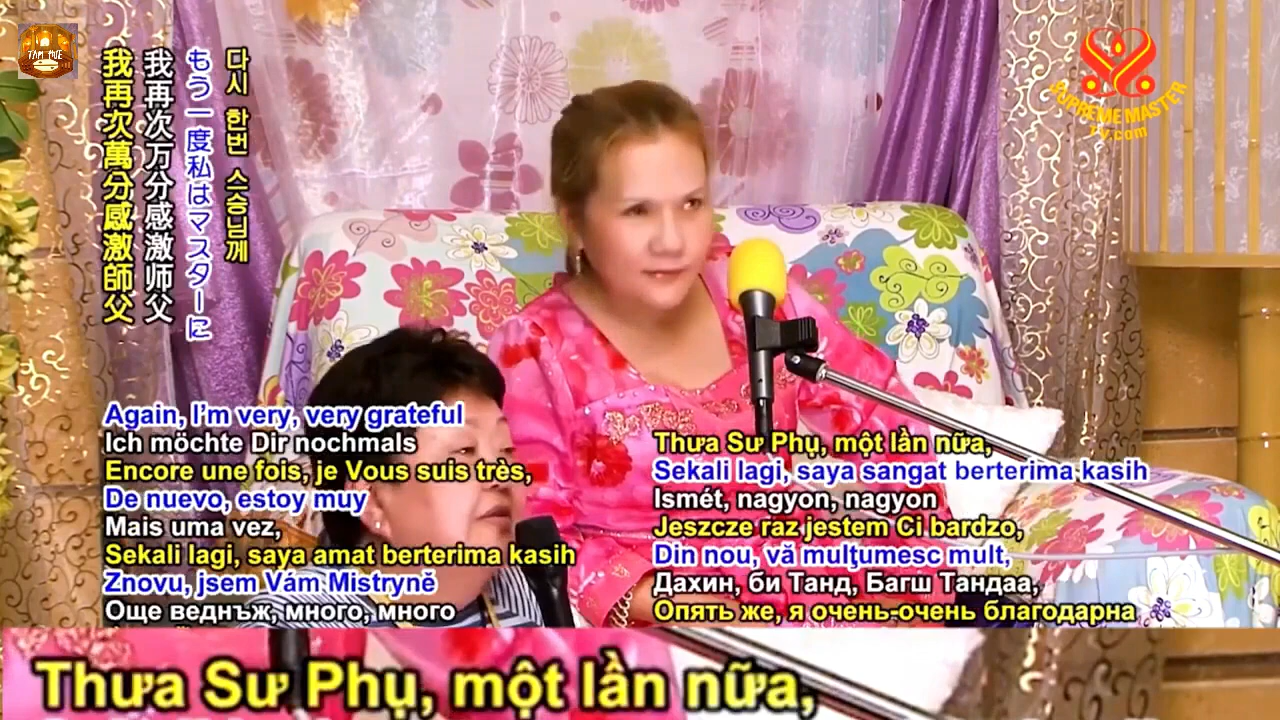 TAM TUE
SUPREME MASTER
TV.com
다시 한번 스승님께
もう一度私はマスターに
我再次万分感激师父
我再次萬分感激師父
Again, I'm very, very grateful
Ich möchte Dir nochmals
Encore une fois, je Vous suis très,
De nuevo, estoy muy
Mais uma vez,
Sekali lagi, saya amat berterima kasih
Znovu, jsem Vám Mistryně
Още веднъж, много, много
Thưa Sư Phụ, một lần nữa,
Sekali lagi, saya sangat berterima kasih
Ismét, nagyon, nagyon
Jeszcze raz jestem Ci bardzo,
Din nou, vă mulţumesc mult,
Дахин, би Танд, Багш Тандаа,
Опять же, я очень-очень благодарна
Thưa Sư Phụ, một lần nữa,